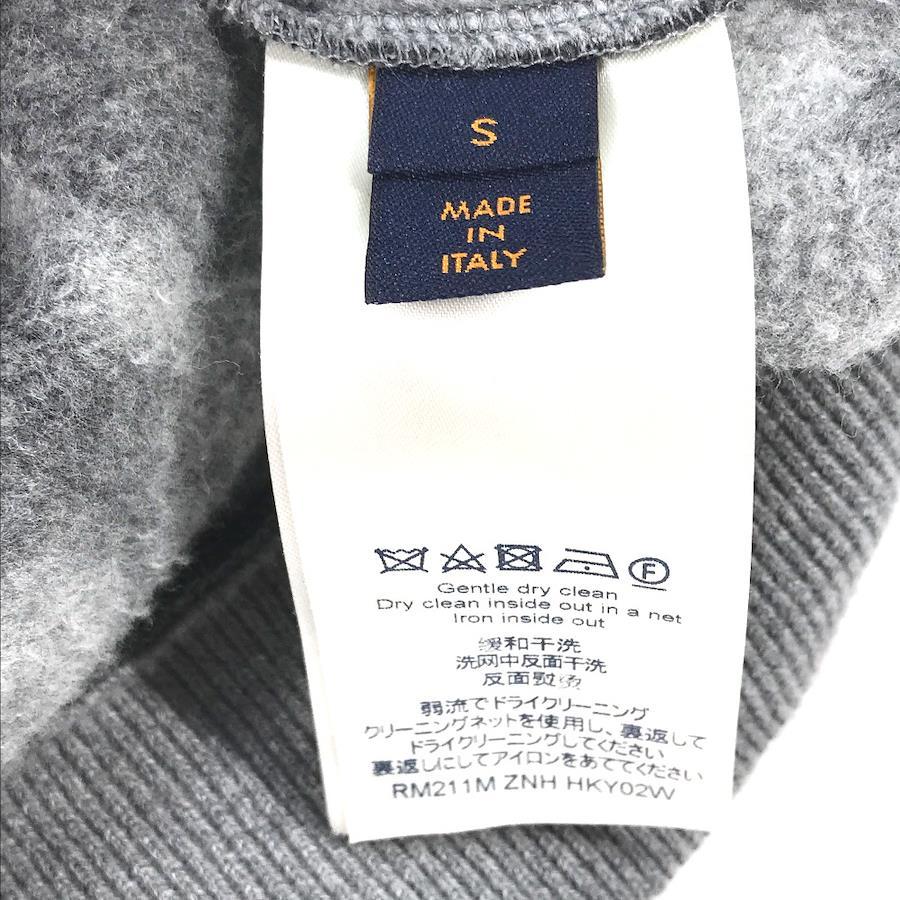 S
MADE
IN
ITALY
F
Gentle dry clean
Dry clean inside out in a net
Iron inside out
缓和干洗
洗网中反面干洗
反面熨烫
弱流でドライクリーニング
クリーニングネットを使用し、裏返して
ドライクリーニングしてください
裏返しにしてアイロンをあててください
RM211M ZNH HKY02W